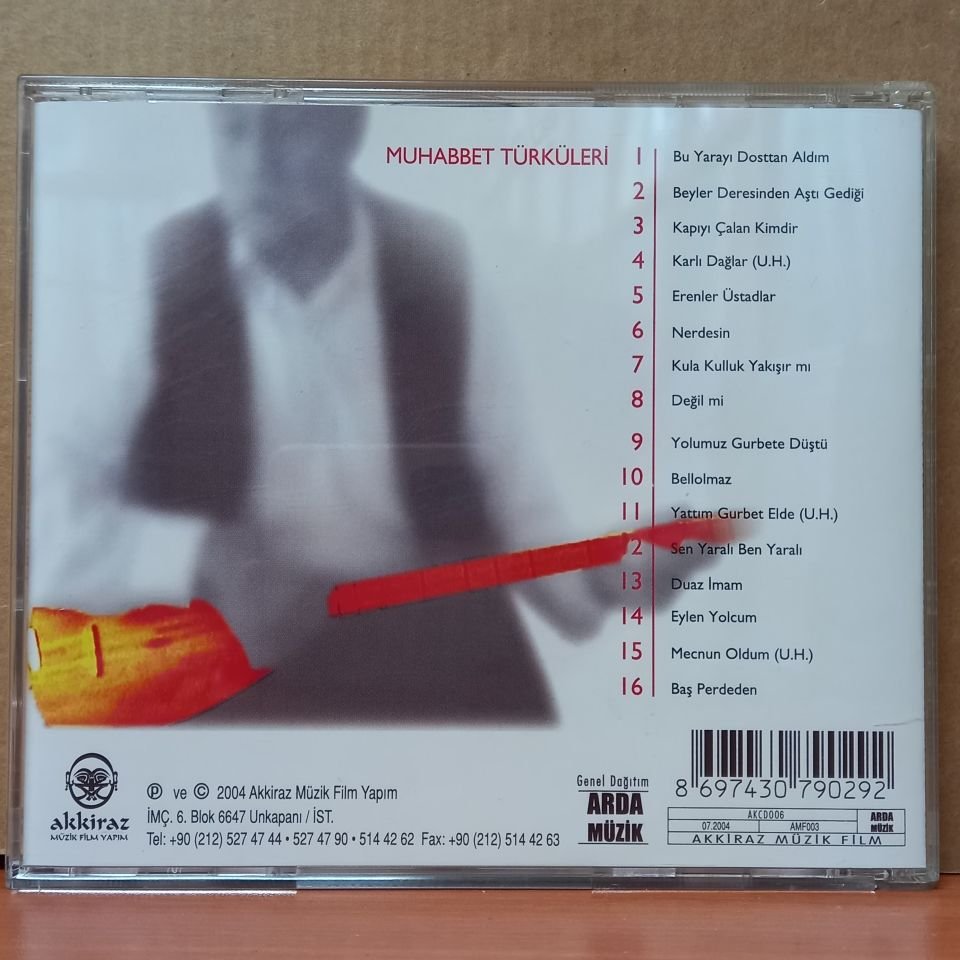 MUHABBET TÜRKÜLERİ
1 Bu Yarayı Dosttan Aldım
2 Beyler Deresinden Aştı Gediği
3 Kapıyı Çalan Kimdir
4 Karlı Dağlar (U.H.)
5 Erenler Üstadlar
6 Nerdesin
7 Kula Kulluk Yakışır mı
8 Değil mi
9 Yolumuz Gurbete Düştü
10 Bellolmaz
11 Yattım Gurbet Elde (U.H.)
12 Sen Yaralı Ben Yaralı
13 Duaz İmam
14 Eylen Yolcum
15 Mecnun Oldum (U.H.)
16 Baş Perdeden
akkiraz
MÜZİK FİLM YAPIM
℗ ve © 2004 Akkiraz Müzik Film Yapım
İMÇ. 6. Blok 6647 Unkapanı / İST.
Tel: +90 (212) 527 47 44 • 527 47 90 • 514 42 62 Fax: +90 (212) 514 42 63
Genel Dağıtım
ARDA
MÜZİK
8 697430 790292
AKCD006
07.2004 AMF003
ARDA
MÜZİK
AKKIRAZ MÜZİK FİLM